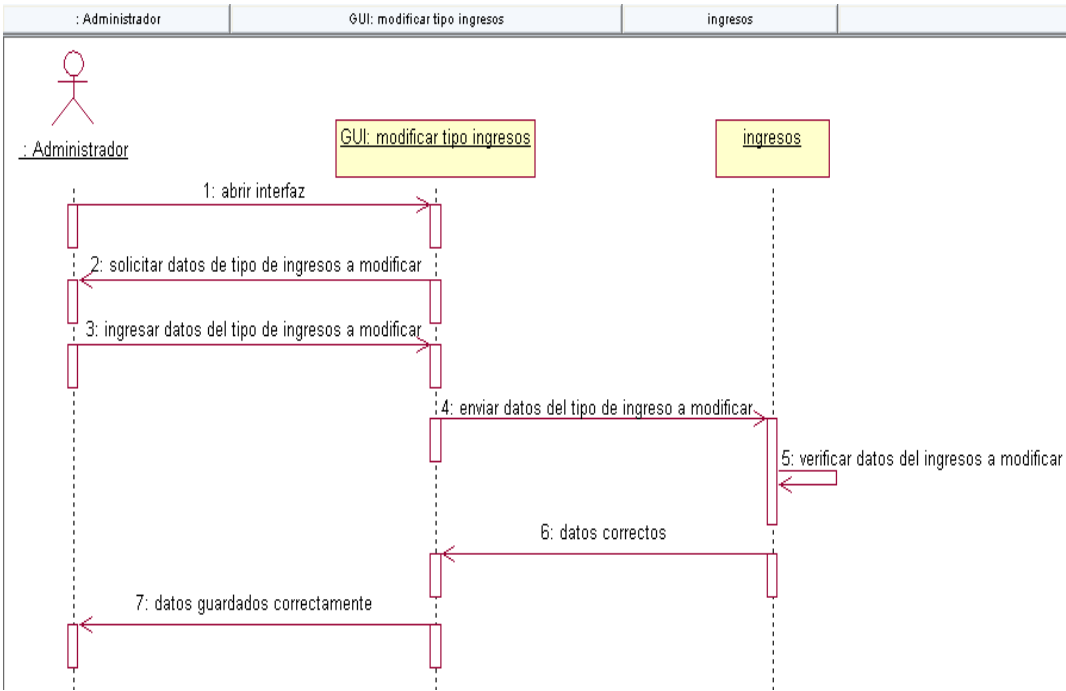 : Administrador
GUI: modificar tipo ingresos
ingresos
: Administrador
GUI: modificar tipo ingresos
ingresos
1: abrir interfaz
2: solicitar datos de tipo de ingresos a modificar
3: ingresar datos del tipo de ingresos a modificar
4: enviar datos del tipo de ingreso a modificar
5: verificar datos del ingresos a modificar
6: datos correctos
7: datos guardados correctamente